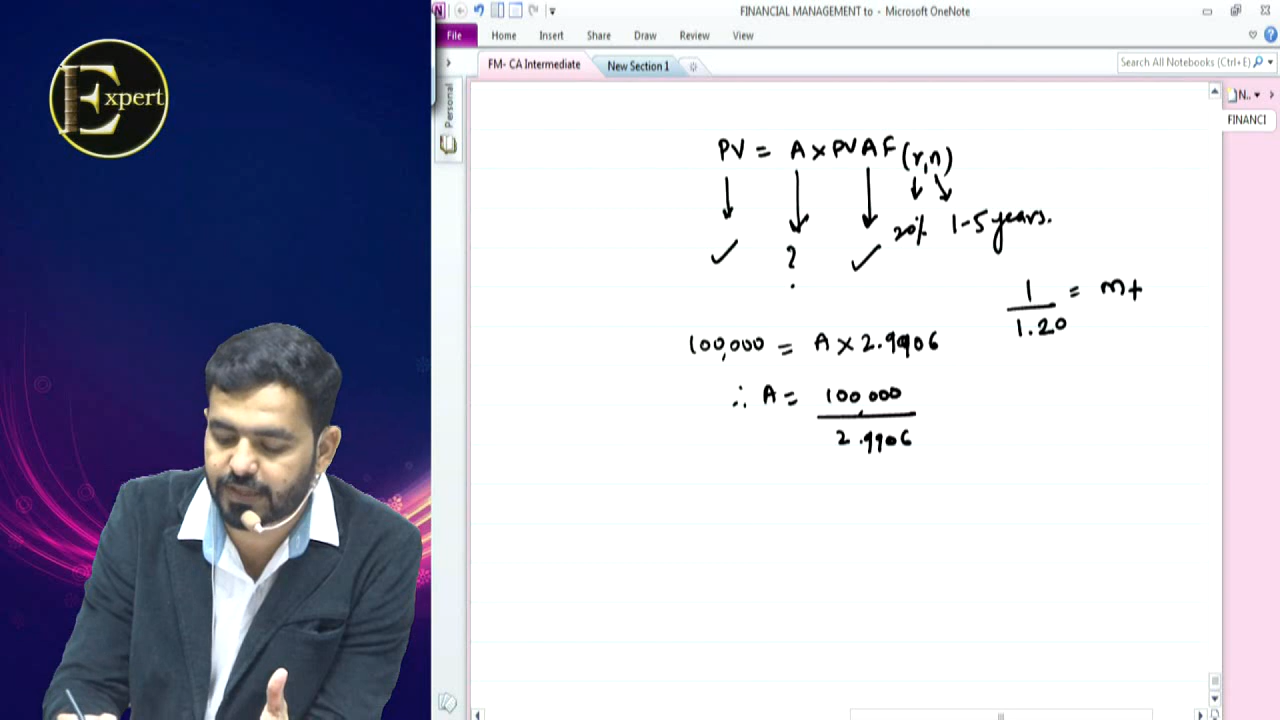 Expert
FINANCIAL MANAGEMENT to - Microsoft OneNote
File Home Insert Share Draw Review View
FM- CA Intermediate New Section 1
Search All Notebooks (Ctrl+E)
Personal
N..
FINANCI
PV = A × PVAF (r,n)
20% 1-5 years.
✓ ? ✓
1/1.20 = m+
100,000 = A × 2.9906
∴ A = 100,000 / 2.9906